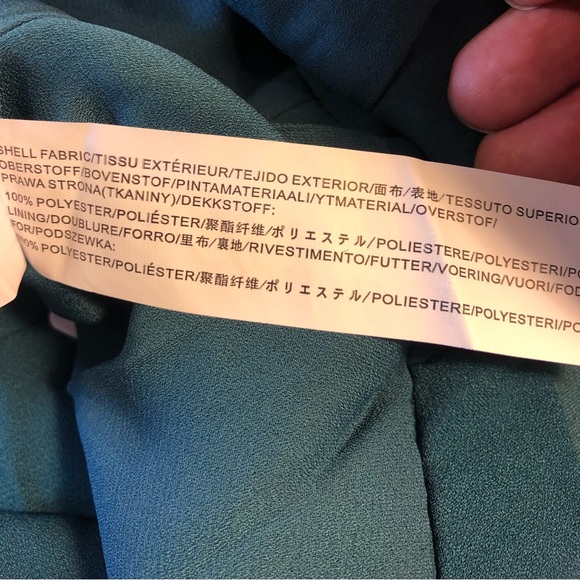 SHELL FABRIC/TISSU EXTÉRIEUR/TEJIDO EXTERIOR/面布/表地/TESSUTO SUPERIO
OBERSTOFF/BOVENSTOF/PINTAMATERIAALI/YTMATERIAL/OVERSTOF/
PRAWA STRONA(TKANINY)/DEKKSTOFF:
100% POLYESTER/POLIÉSTER/聚酯纤维/ポリエステル/POLIESTERE/POLYESTERI/PO
LINING/DOUBLURE/FORRO/里布/裏地/RIVESTIMENTO/FUTTER/VOERING/VUORI/FOD
FOR/PODSZEWKA:
100% POLYESTER/POLIÉSTER/聚酯纤维/ポリエステル/POLIESTERE/POLYESTERI/PO